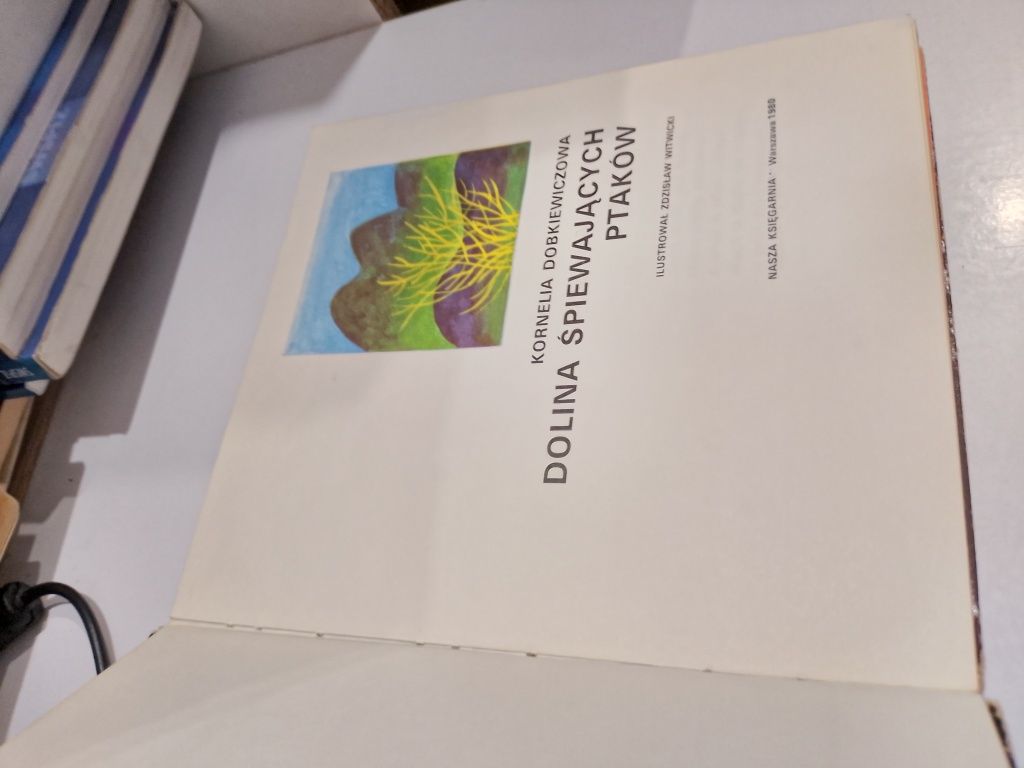 KORNELIA DOBKIEWICZOWA
DOLINA ŚPIEWAJĄCYCH
PTAKÓW
ILUSTROWAŁ ZDZISŁAW WITWICKI
NASZA KSIĘGARNIA · Warszawa 1980